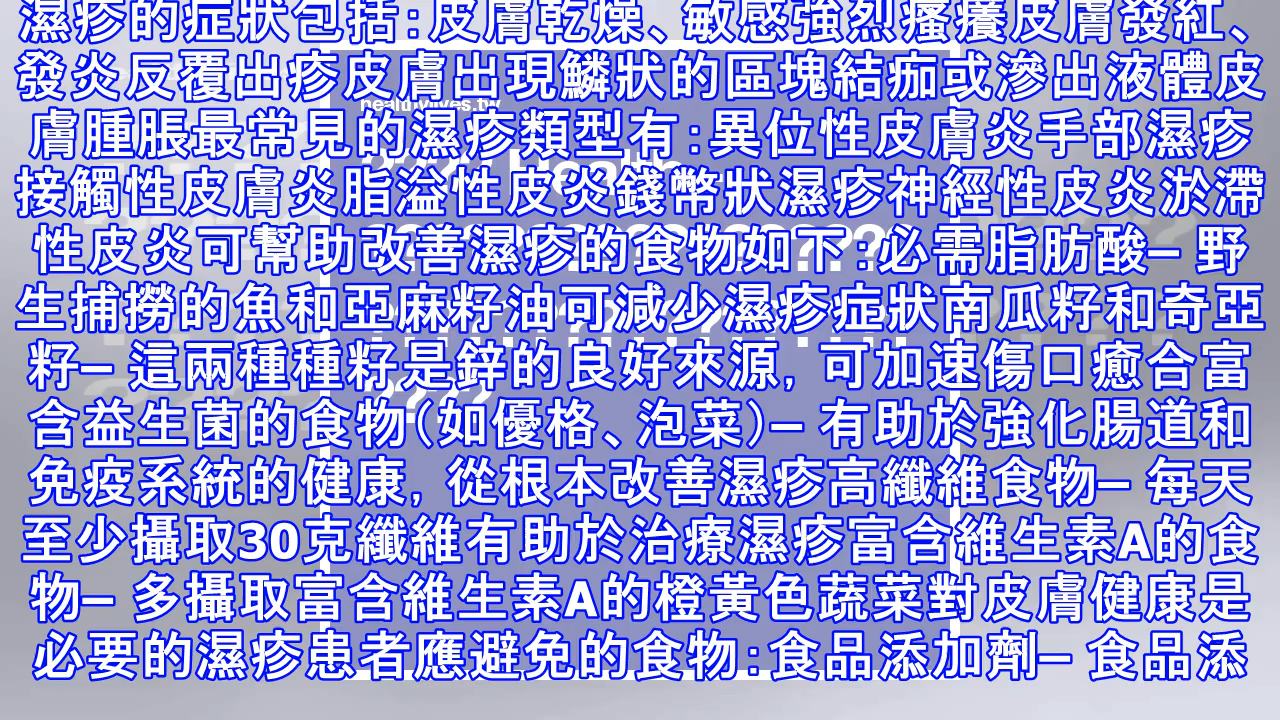 濕疹的症狀包括:皮膚乾燥、敏感強烈瘙癢皮膚發紅、
發炎反覆出疹皮膚出現鱗狀的區塊結痂或滲出液體皮
膚腫脹最常見的濕疹類型有:異位性皮膚炎手部濕疹
接觸性皮膚炎脂溢性皮炎錢幣狀濕疹神經性皮炎淤滯
性皮炎可幫助改善濕疹的食物如下:必需脂肪酸– 野
生捕撈的魚和亞麻籽油可減少濕疹症狀南瓜籽和奇亞
籽– 這兩種種籽是鋅的良好來源, 可加速傷口癒合富
含益生菌的食物(如優格、泡菜)– 有助於強化腸道和
免疫系統的健康, 從根本改善濕疹高纖維食物– 每天
至少攝取30克纖維有助於治療濕疹富含維生素A的食
物– 多攝取富含維生素A的橙黃色蔬菜對皮膚健康是
必要的濕疹患者應避免的食物:食品添加劑– 食品添
healthylives.tw